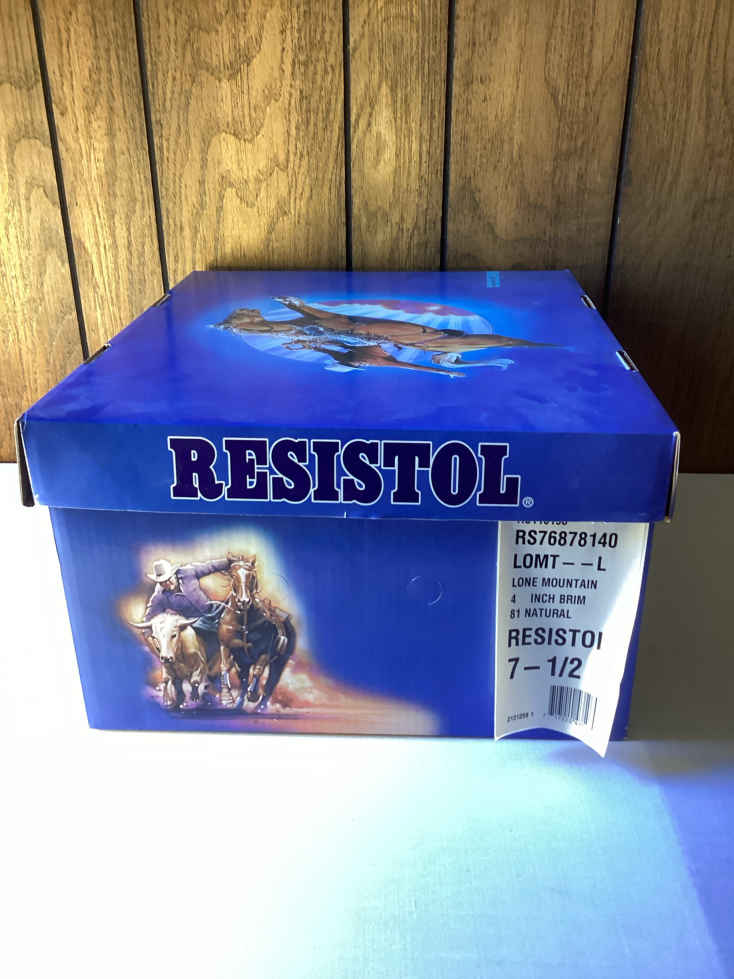 RESISTOL®
RS76878140
LOMT – – L
LONE MOUNTAIN
4 INCH BRIM
81 NATURAL
RESISTOL
7 – 1/2